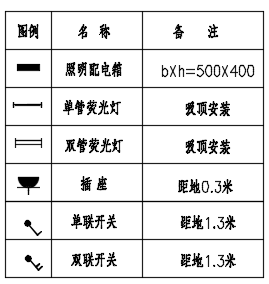 图例 名 称 备 注
照明配电箱 bXh=500X400
单管荧光灯 吸顶安装
双管荧光灯 吸顶安装
插 座 距地0.3米
单联开关 距地1.3米
双联开关 距地1.3米